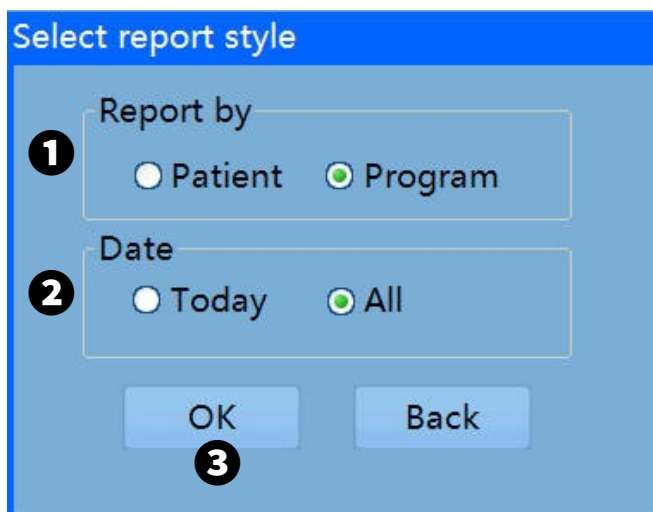 Select report style
Report by
1
Patient Program
Date
2
Today All
OK Back
3